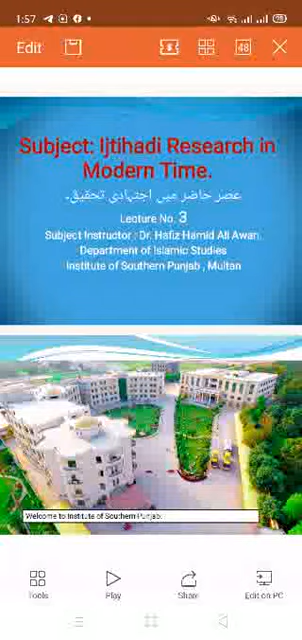 1:57
Edit
48
Subject: Ijtihadi Research in
Modern Time.
عصر حاضر میں اجتہادی تحقیق۔
Lecture No. 3
Subject Instructor : Dr. Hafiz Hamid Ali Awan.
Department of Islamic Studies
Institute of Southern Punjab , Multan
Welcome to Institute of Southern Punjab.
Tools
Play
Share
Edit on PC